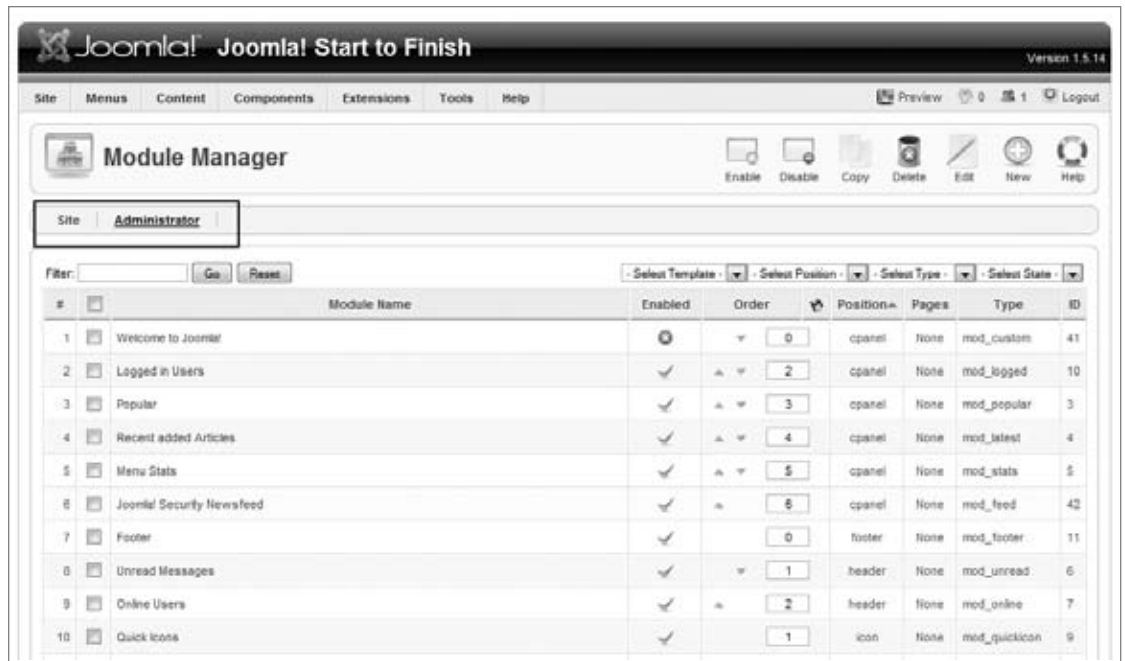 Joomla! Joomla! Start to Finish
Version 1.5.14
Site Menus Content Components Extensions Tools Help Preview 0 1 Logout
Module Manager
Enable Disable Copy Delete Edit New Help
Site Administrator
Filter: Go Reset - Select Template - - Select Position - - Select Type - - Select State -
# Module Name Enabled Order Position Pages Type ID
1 Welcome to Joomla! 0 cpanel None mod_custom 41
2 Logged in Users 2 cpanel None mod_logged 10
3 Popular 3 cpanel None mod_popular 3
4 Recent added Articles 4 cpanel None mod_latest 4
5 Menu Stats 5 cpanel None mod_stats 5
6 Joomla! Security Newsfeed 6 cpanel None mod_feed 42
7 Footer 0 footer None mod_footer 11
8 Unread Messages 1 header None mod_unread 6
9 Online Users 2 header None mod_online 7
10 Quick Icons 1 icon None mod_quickicon 9